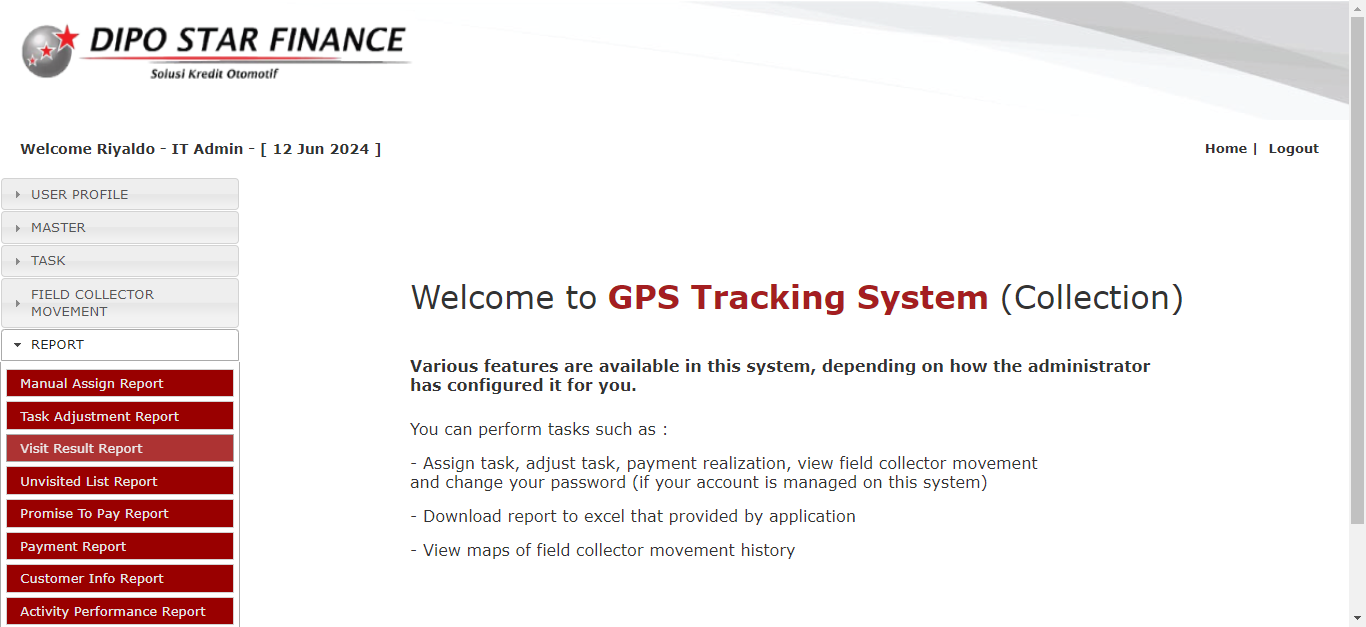 DIPO STAR FINANCE
Solusi Kredit Otomotif
Welcome Riyaldo - IT Admin - [ 12 Jun 2024 ]
Home | Logout
USER PROFILE
MASTER
TASK
FIELD COLLECTOR
MOVEMENT
REPORT
Manual Assign Report
Task Adjustment Report
Visit Result Report
Unvisited List Report
Promise To Pay Report
Payment Report
Customer Info Report
Activity Performance Report
Welcome to GPS Tracking System (Collection)
Various features are available in this system, depending on how the administrator
has configured it for you.
You can perform tasks such as :
- Assign task, adjust task, payment realization, view field collector movement
and change your password (if your account is managed on this system)
- Download report to excel that provided by application
- View maps of field collector movement history